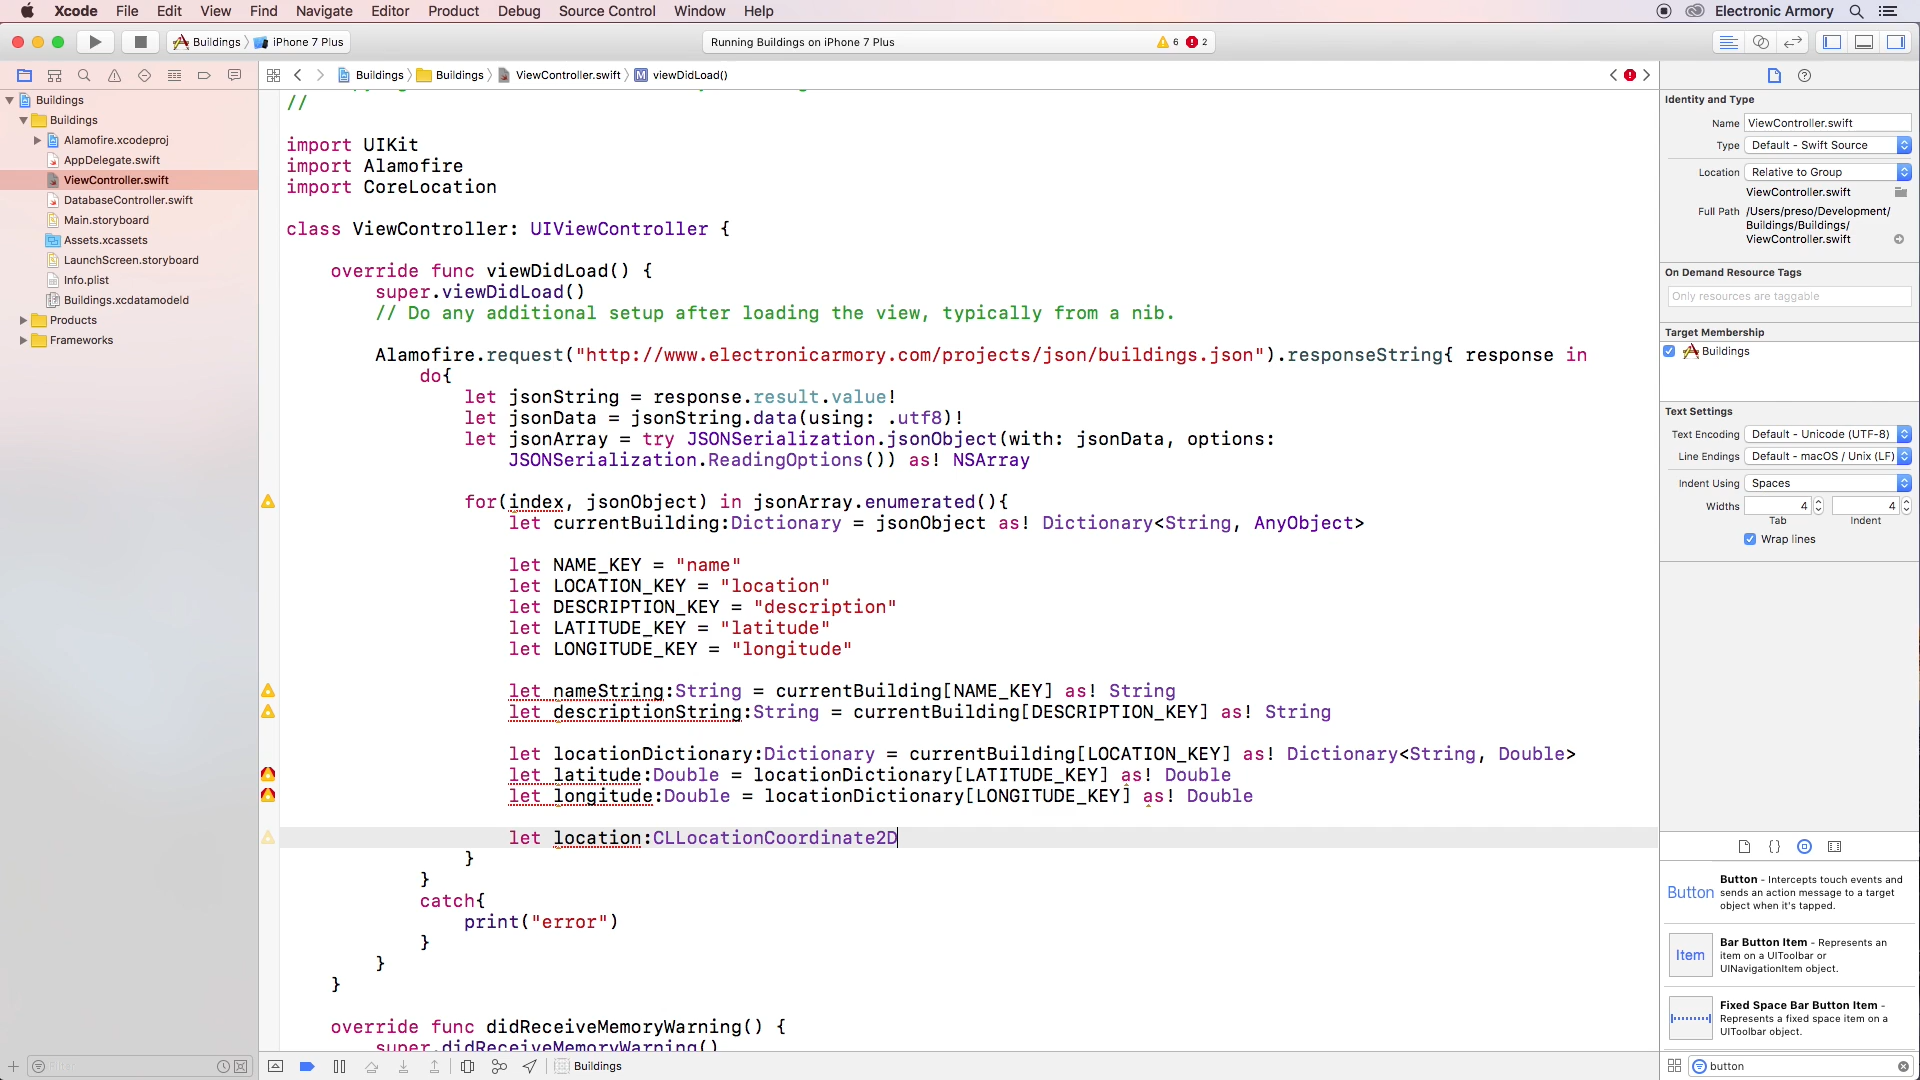 Xcode File Edit View Find Navigate Editor Product Debug Source Control Window Help Electronic Armory
Buildings iPhone 7 Plus Running Buildings on iPhone 7 Plus 6 2
Buildings Buildings ViewController.swift M viewDidLoad()
Buildings
Buildings
Alamofire.xcodeproj
AppDelegate.swift
ViewController.swift
DatabaseController.swift
Main.storyboard
Assets.xcassets
LaunchScreen.storyboard
Info.plist
Buildings.xcdatamodeld
Products
Frameworks
//
import UIKit
import Alamofire
import CoreLocation
class ViewController: UIViewController {
override func viewDidLoad() {
super.viewDidLoad()
// Do any additional setup after loading the view, typically from a nib.
Alamofire.request("http://www.electronicarmory.com/projects/json/buildings.json").responseString{ response in
do{
let jsonString = response.result.value!
let jsonData = jsonString.data(using: .utf8)!
let jsonArray = try JSONSerialization.jsonObject(with: jsonData, options:
JSONSerialization.ReadingOptions()) as! NSArray
for(index, jsonObject) in jsonArray.enumerated(){
let currentBuilding:Dictionary = jsonObject as! Dictionary<String, AnyObject>
let NAME_KEY = "name"
let LOCATION_KEY = "location"
let DESCRIPTION_KEY = "description"
let LATITUDE_KEY = "latitude"
let LONGITUDE_KEY = "longitude"
let nameString:String = currentBuilding[NAME_KEY] as! String
let descriptionString:String = currentBuilding[DESCRIPTION_KEY] as! String
let locationDictionary:Dictionary = currentBuilding[LOCATION_KEY] as! Dictionary<String, Double>
let latitude:Double = locationDictionary[LATITUDE_KEY] as! Double
let longitude:Double = locationDictionary[LONGITUDE_KEY] as! Double
let location:CLLocationCoordinate2D
}
}
catch{
print("error")
}
}
}
override func didReceiveMemoryWarning() {
super.didReceiveMemoryWarning()
Buildings
Identity and Type
Name ViewController.swift
Type Default - Swift Source
Location Relative to Group
ViewController.swift
Full Path /Users/preso/Development/
Buildings/Buildings/
ViewController.swift
On Demand Resource Tags
Only resources are taggable
Target Membership
Buildings
Text Settings
Text Encoding Default - Unicode (UTF-8)
Line Endings Default - macOS / Unix (LF)
Indent Using Spaces
Widths 4 4
Tab Indent
Wrap lines
{}
Button Button - Intercepts touch events and
sends an action message to a target
object when it's tapped.
Item Bar Button Item - Represents an
item on a UIToolbar or
UINavigationItem object.
Fixed Space Bar Button Item -
Represents a fixed space item on a
UIToolbar object.
button